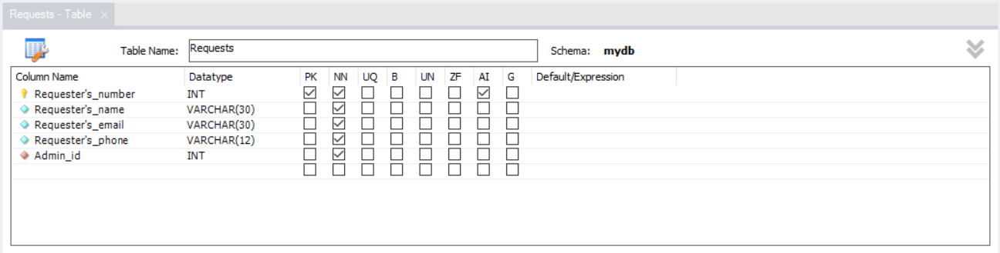 Requests - Table ×
Table Name: Requests Schema: mydb
Column Name Datatype PK NN UQ B UN ZF AI G Default/Expression
Requester's_number INT
Requester's_name VARCHAR(30)
Requester's_email VARCHAR(30)
Requester's_phone VARCHAR(12)
Admin_id INT